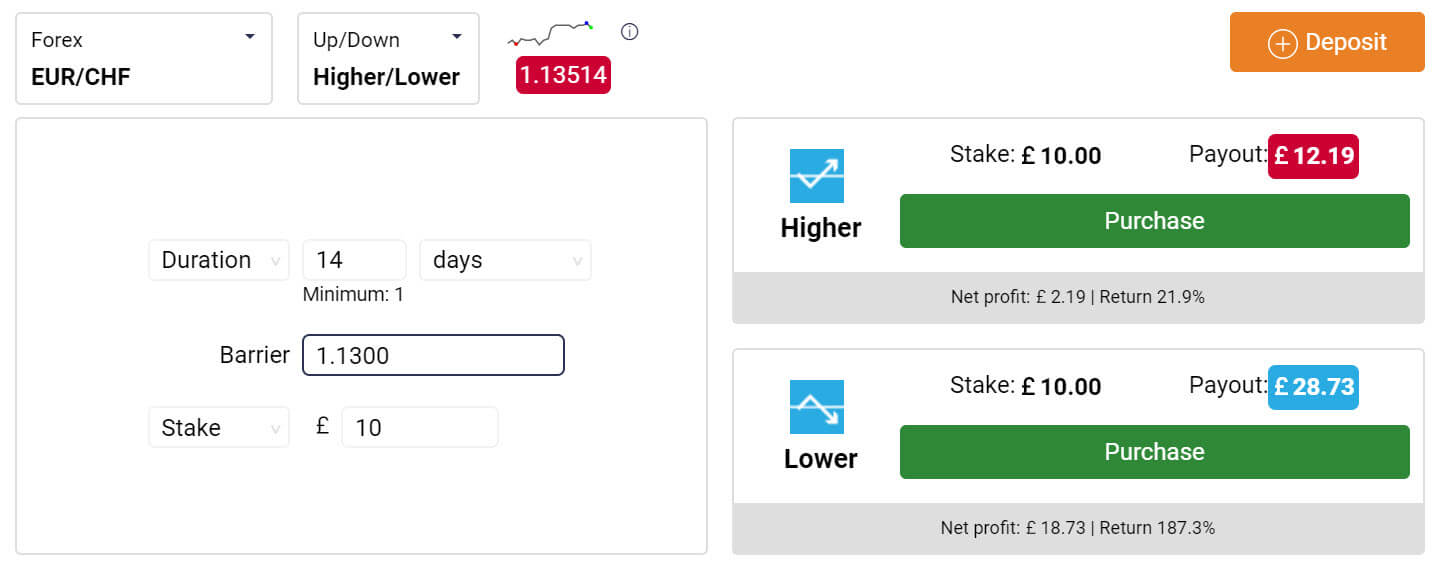 Forex
EUR/CHF
Up/Down
Higher/Lower
1.13514
Deposit
Duration 14 days
Minimum: 1
Barrier 1.1300
Stake £ 10
Higher
Stake: £ 10.00 Payout: £ 12.19
Purchase
Net profit: £ 2.19 | Return 21.9%
Lower
Stake: £ 10.00 Payout: £ 28.73
Purchase
Net profit: £ 18.73 | Return 187.3%